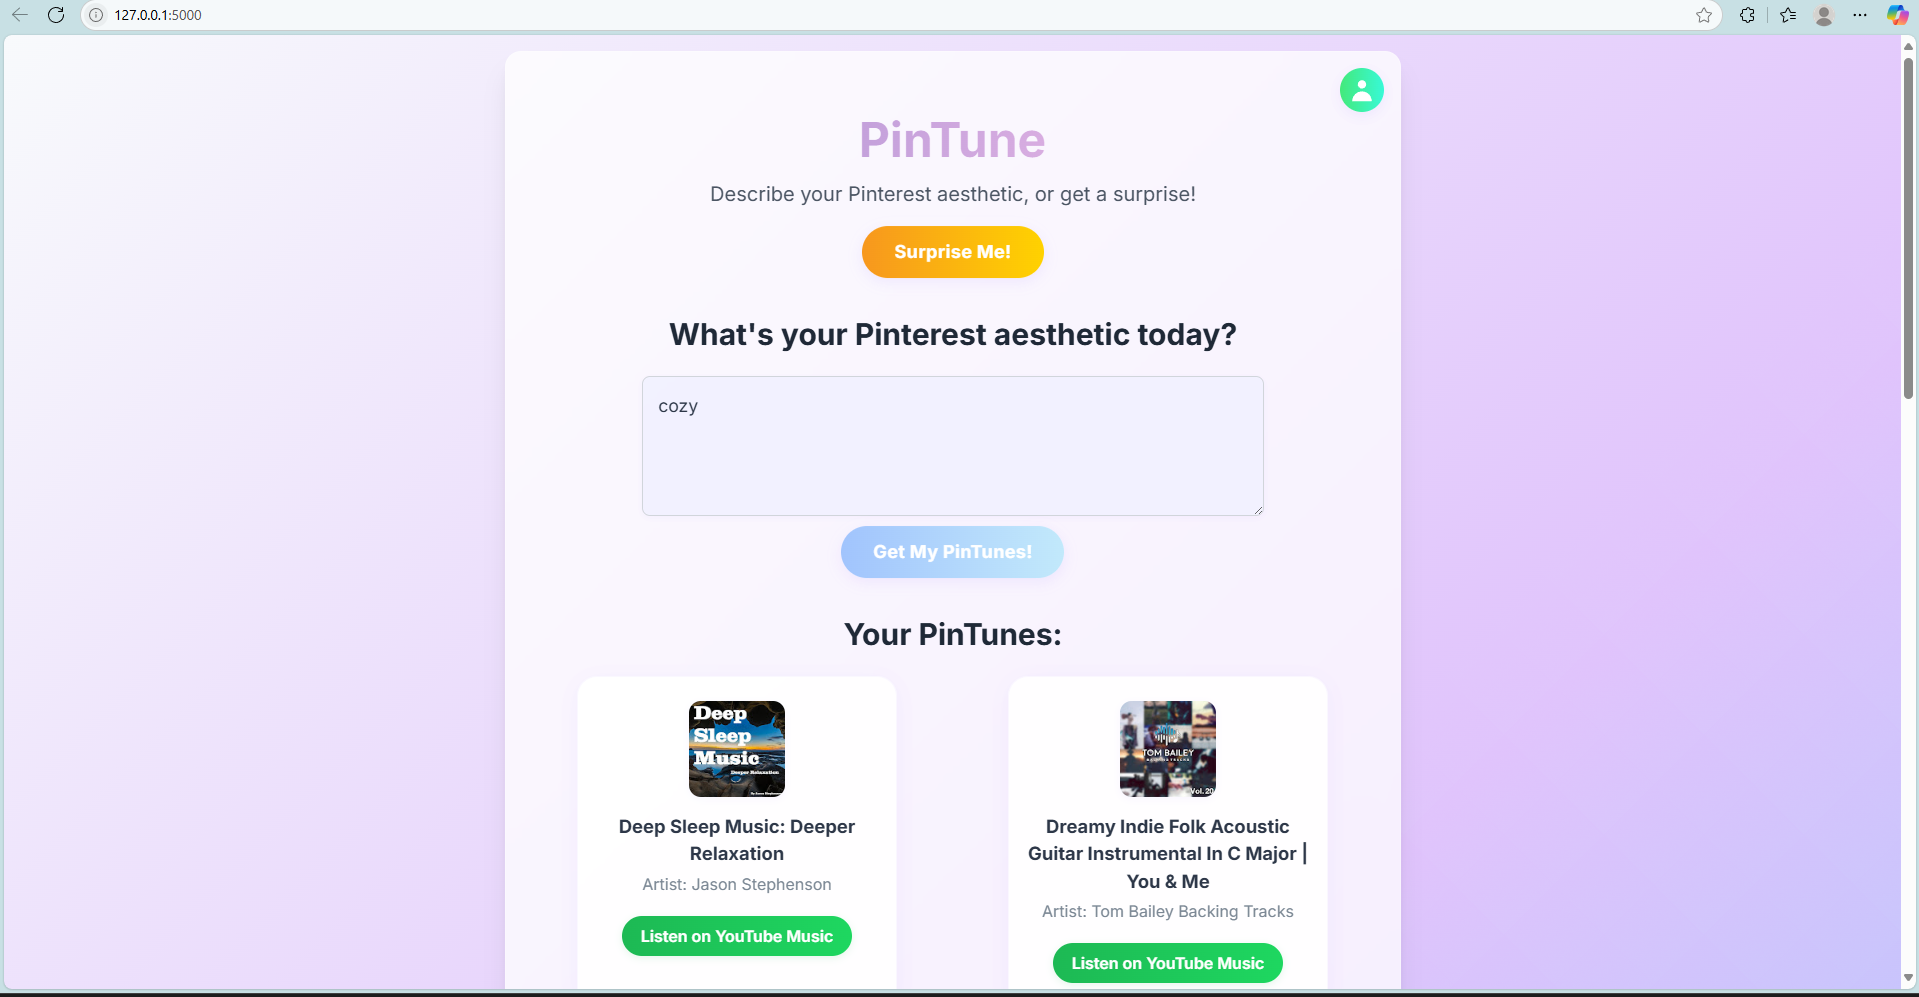 127.0.0.1:5000
PinTune
Describe your Pinterest aesthetic, or get a surprise!
Surprise Me!
What's your Pinterest aesthetic today?
cozy
Get My PinTunes!
Your PinTunes:
Deep
Sleep
Music
Deeper Relaxation
Deep Sleep Music: Deeper
Relaxation
Artist: Jason Stephenson
Listen on YouTube Music
TOM BAILEY
BACKING TRACKS
Vol. 20
Dreamy Indie Folk Acoustic
Guitar Instrumental In C Major |
You & Me
Artist: Tom Bailey Backing Tracks
Listen on YouTube Music